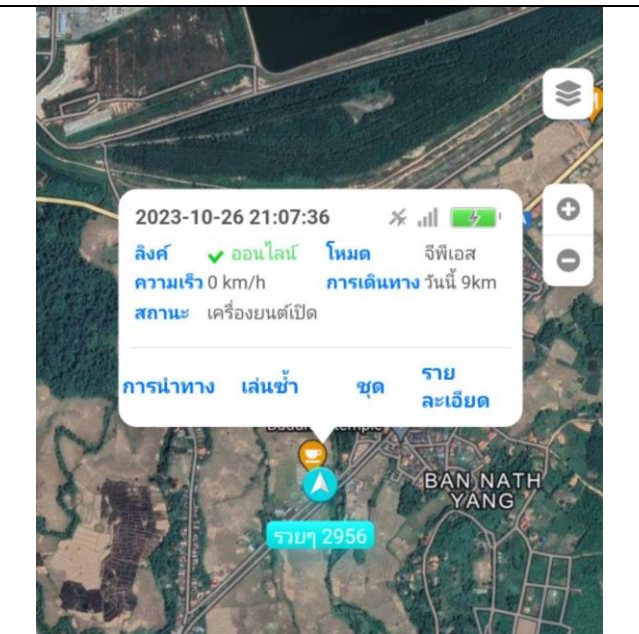 2023-10-26 21:07:36
ลิงค์ ออนไลน์ โหมด จีพีเอส
ความเร็ว 0 km/h การเดินทาง วันนี้ 9km
สถานะ เครื่องยนต์เปิด
การนำทาง เล่นซ้ำ ชุด ราย
ละเอียด
BAN NATH
YANG
รวยๆ 2956